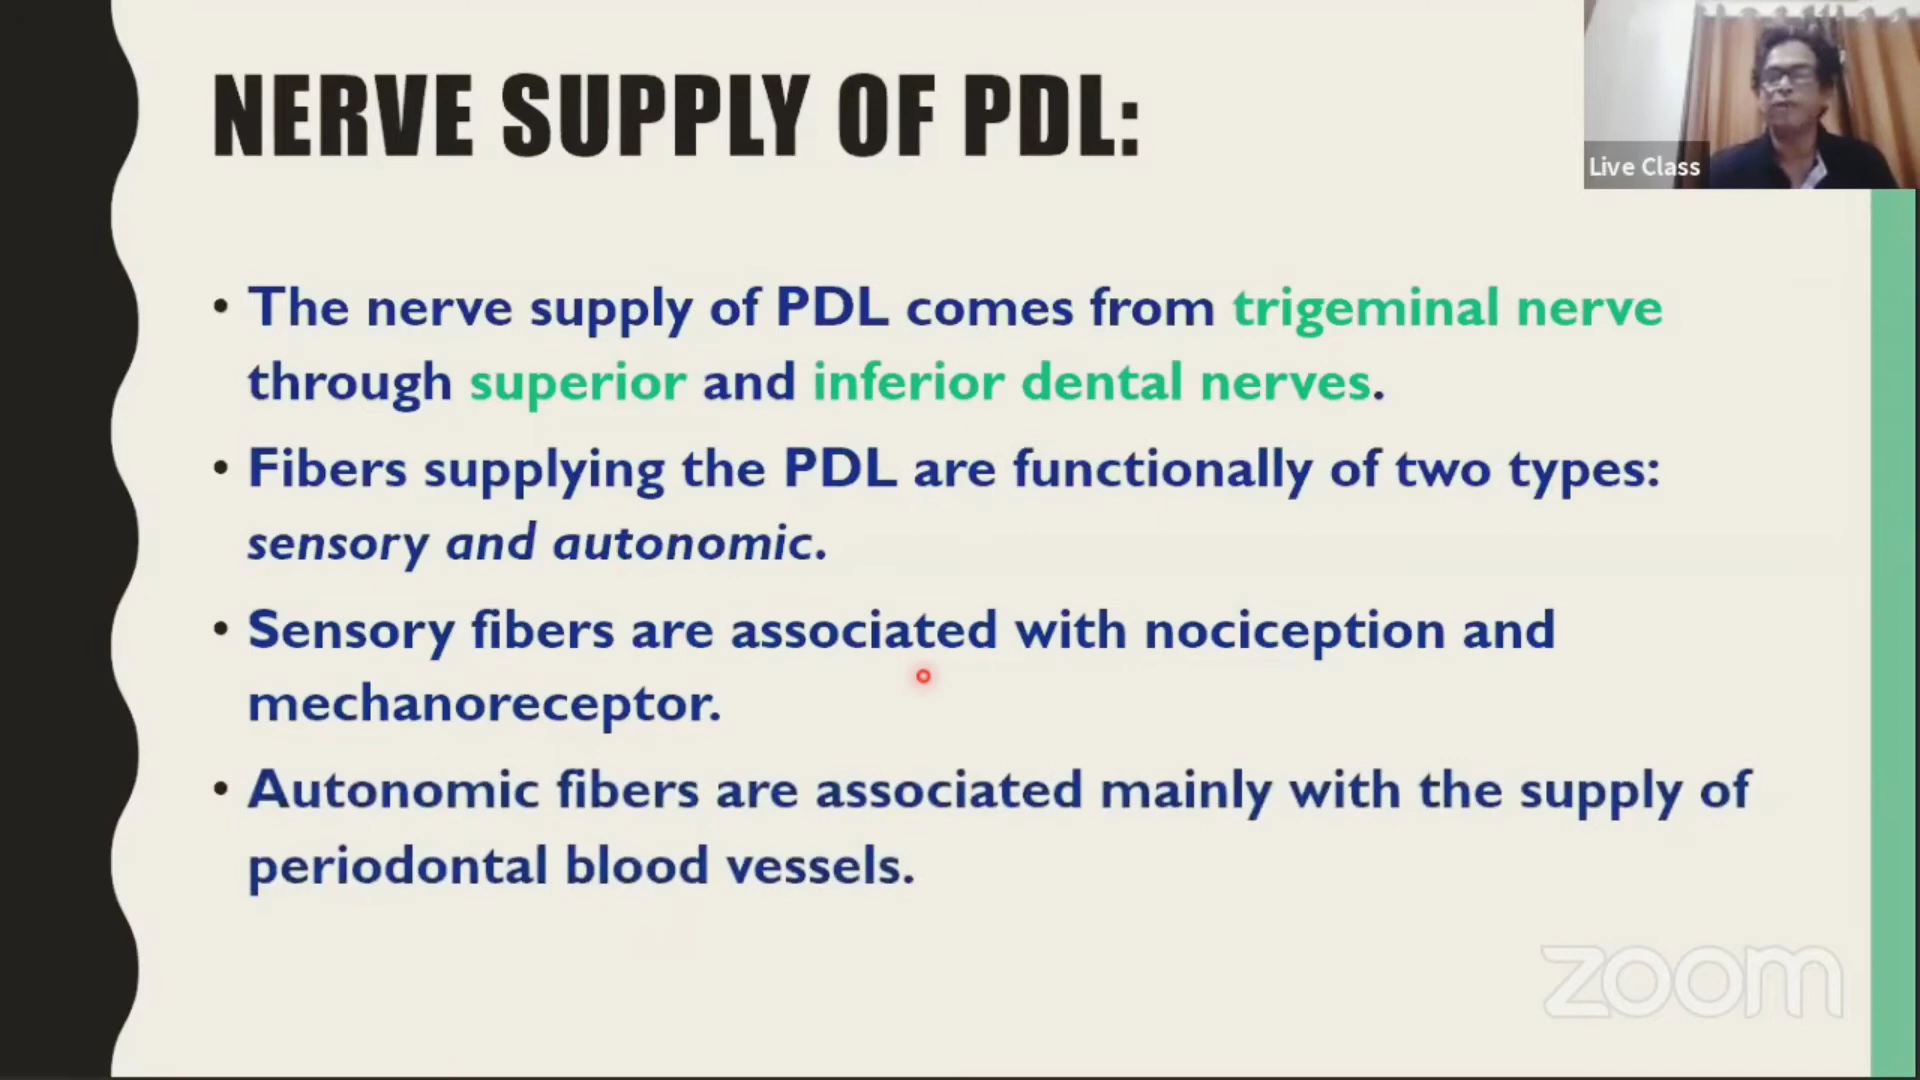 NERVE SUPPLY OF PDL:
Live Class
• The nerve supply of PDL comes from trigeminal nerve
through superior and inferior dental nerves.
• Fibers supplying the PDL are functionally of two types:
sensory and autonomic.
• Sensory fibers are associated with nociception and
mechanoreceptor.
• Autonomic fibers are associated mainly with the supply of
periodontal blood vessels.
zoom